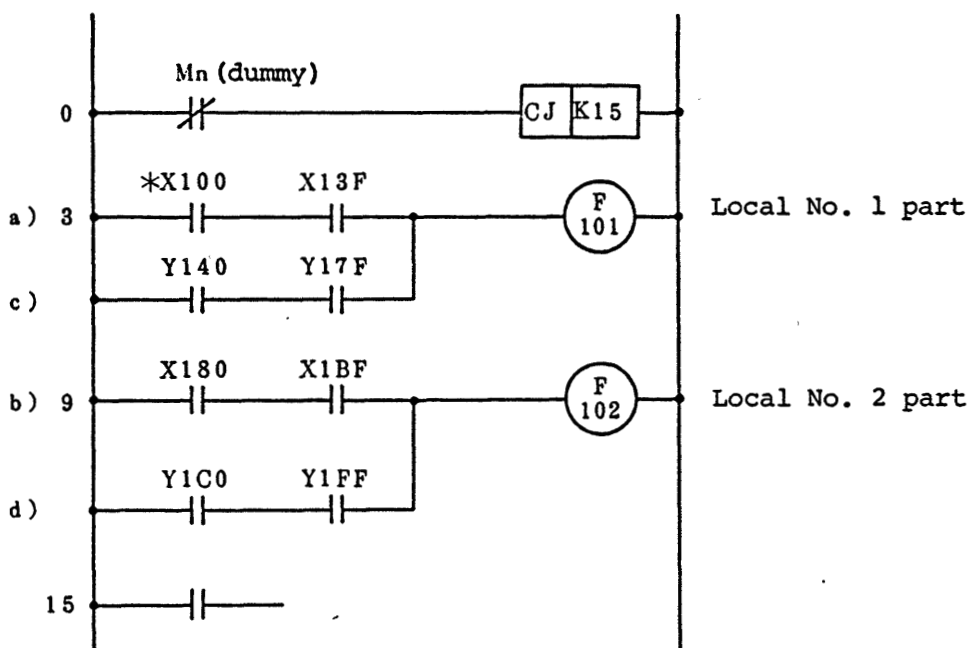 Mn (dummy)
0 CJ K15
*X100 X13F
a) 3 F 101 Local No. 1 part
Y140 Y17F
c)
X180 X1BF
b) 9 F 102 Local No. 2 part
Y1C0 Y1FF
d)
15